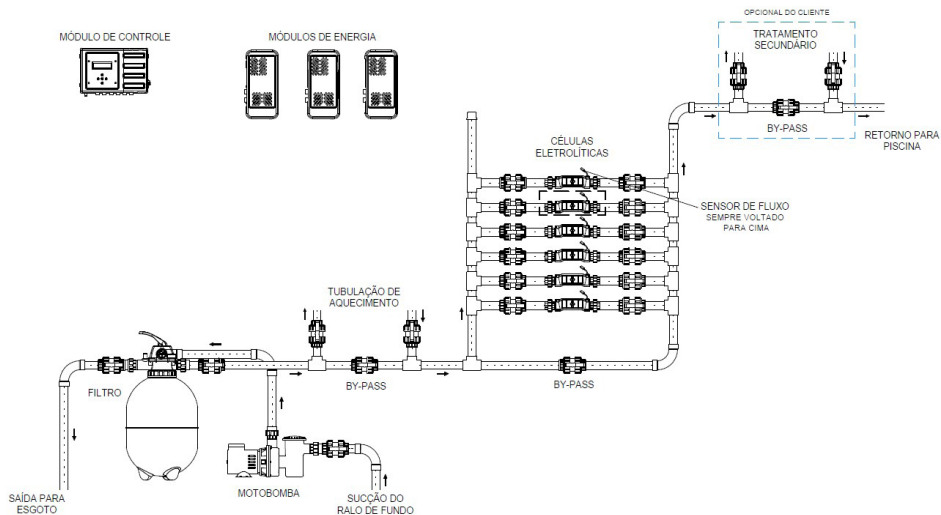 OPCIONAL DO CLIENTE
MÓDULO DE CONTROLE
MÓDULOS DE ENERGIA
TRATAMENTO
SECUNDÁRIO
BY-PASS
RETORNO PARA
PISCINA
CÉLULAS
ELETROLÍTICAS
SENSOR DE FLUXO
SEMPRE VOLTADO
PARA CIMA
TUBULAÇÃO DE
AQUECIMENTO
BY-PASS
BY-PASS
FILTRO
MOTOBOMBA
SAÍDA PARA
ESGOTO
SUCÇÃO DO
RALO DE FUNDO